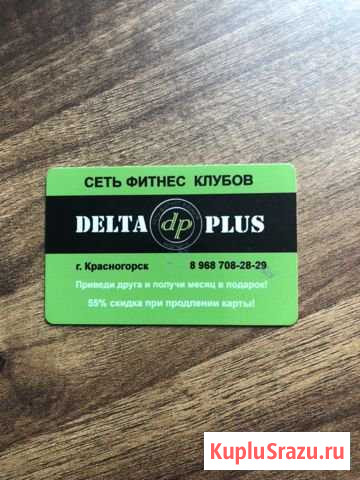 СЕТЬ ФИТНЕС КЛУБОВ
DELTA dp PLUS
г. Красногорск 8 968 708-28-29
Приведи друга и получи месяц в подарок!
55% скидка при продлении карты!
KupluSrazu.ru